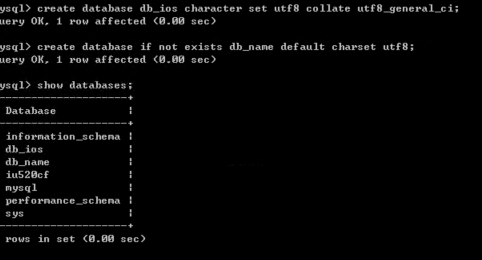 ysql> create database db_ios character set utf8 collate utf8_general_ci;
uery OK, 1 row affected (0.00 sec)
ysql> create database if not exists db_name default charset utf8;
uery OK, 1 row affected (0.00 sec)
ysql> show databases;
--------------------+
Database           |
--------------------+
information_schema |
db_ios             |
db_name            |
iu520cf            |
mysql              |
performance_schema |
sys                |
--------------------+
rows in set (0.00 sec)